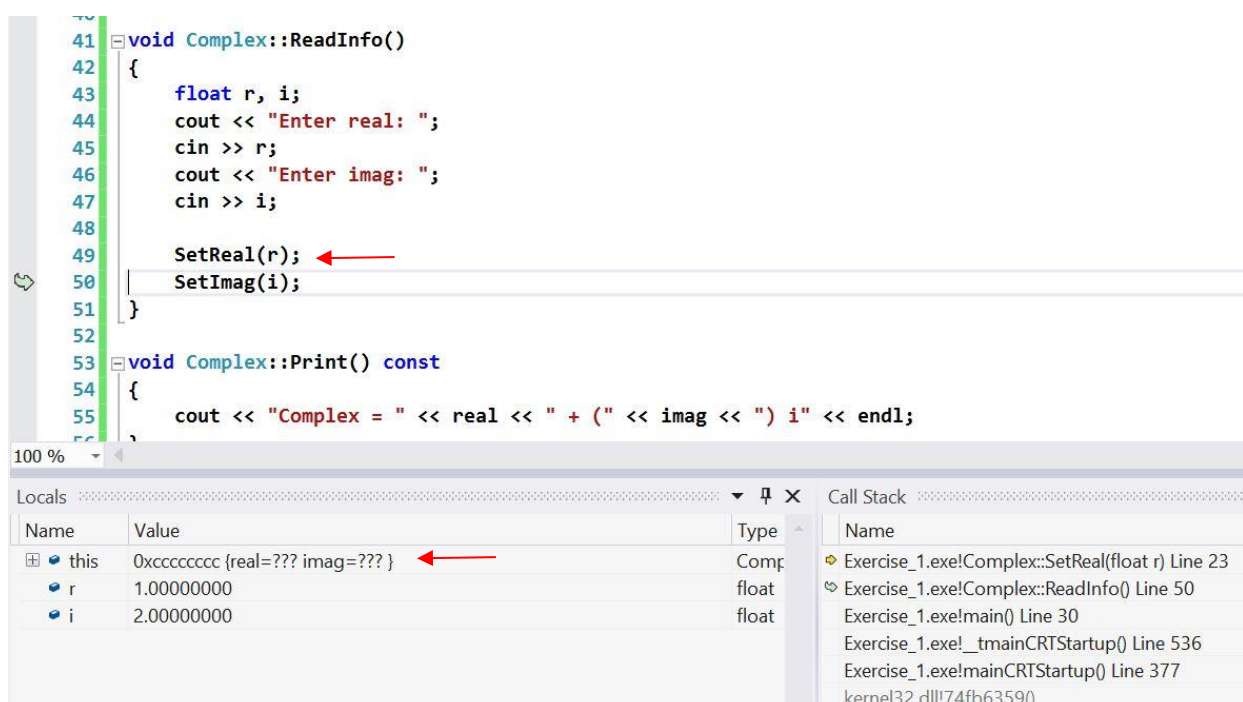 41 void Complex::ReadInfo()
42 {
43 float r, i;
44 cout << "Enter real: ";
45 cin >> r;
46 cout << "Enter imag: ";
47 cin >> i;
48
49 SetReal(r);
50 SetImag(i);
51 }
52
53 void Complex::Print() const
54 {
55 cout << "Complex = " << real << " + (" << imag << ") i" << endl;
100 %
Locals
Name Value Type
this 0xcccccccc {real=??? imag=??? } Comp
r 1.00000000 float
i 2.00000000 float
Call Stack
Name
Exercise_1.exe!Complex::SetReal(float r) Line 23
Exercise_1.exe!Complex::ReadInfo() Line 50
Exercise_1.exe!main() Line 30
Exercise_1.exe!__tmainCRTStartup() Line 536
Exercise_1.exe!mainCRTStartup() Line 377
kernel32.dll!74fb6359()